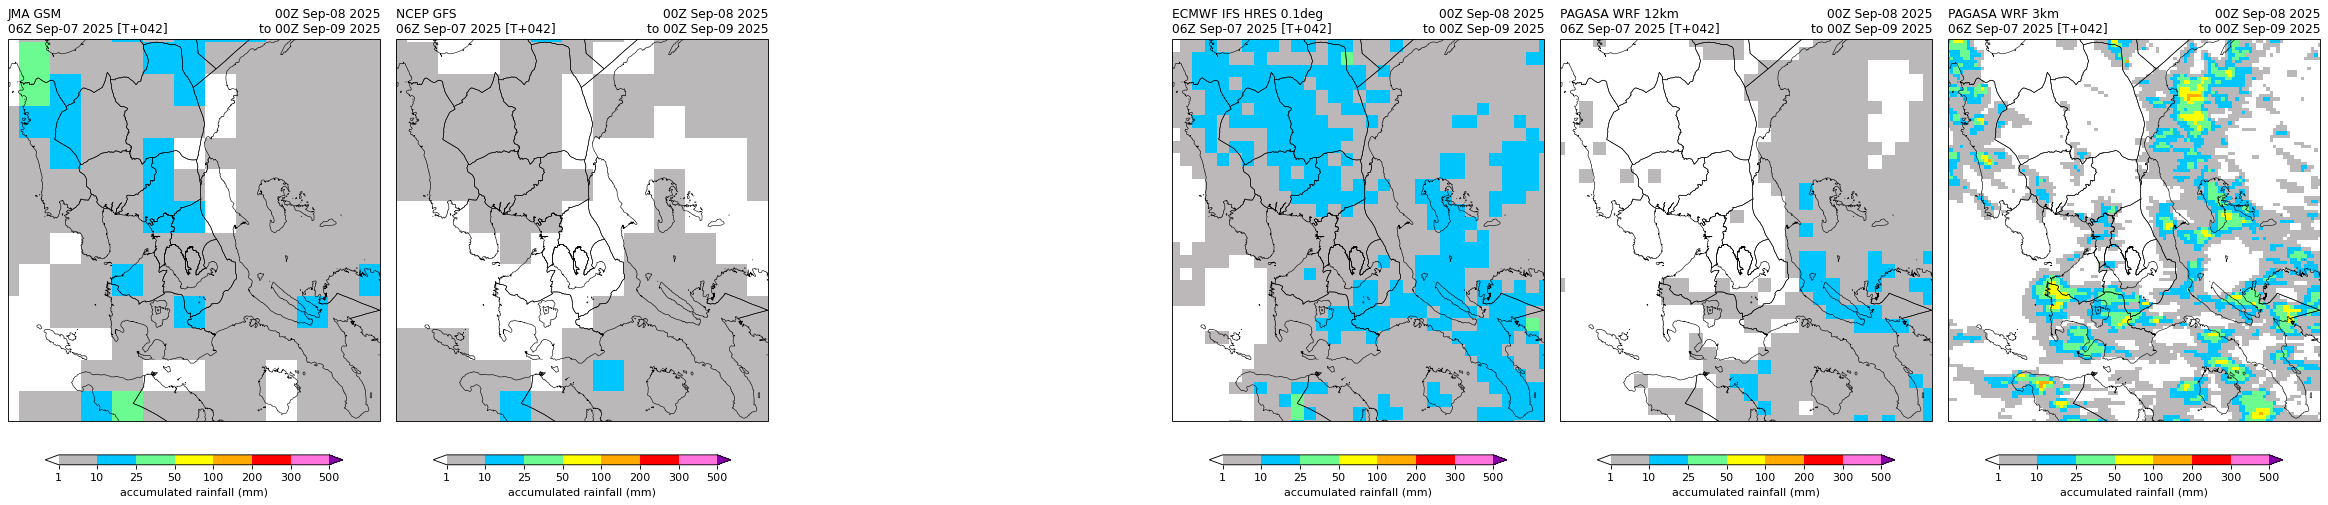 JMA GSM 00Z Sep-08 2025
06Z Sep-07 2025 [T+042] to 00Z Sep-09 2025
1 10 25 50 100 200 300 500
accumulated rainfall (mm)
NCEP GFS 00Z Sep-08 2025
06Z Sep-07 2025 [T+042] to 00Z Sep-09 2025
1 10 25 50 100 200 300 500
accumulated rainfall (mm)
ECMWF IFS HRES 0.1deg 00Z Sep-08 2025
06Z Sep-07 2025 [T+042] to 00Z Sep-09 2025
1 10 25 50 100 200 300 500
accumulated rainfall (mm)
PAGASA WRF 12km 00Z Sep-08 2025
06Z Sep-07 2025 [T+042] to 00Z Sep-09 2025
1 10 25 50 100 200 300 500
accumulated rainfall (mm)
PAGASA WRF 3km 00Z Sep-08 2025
06Z Sep-07 2025 [T+042] to 00Z Sep-09 2025
1 10 25 50 100 200 300 500
accumulated rainfall (mm)